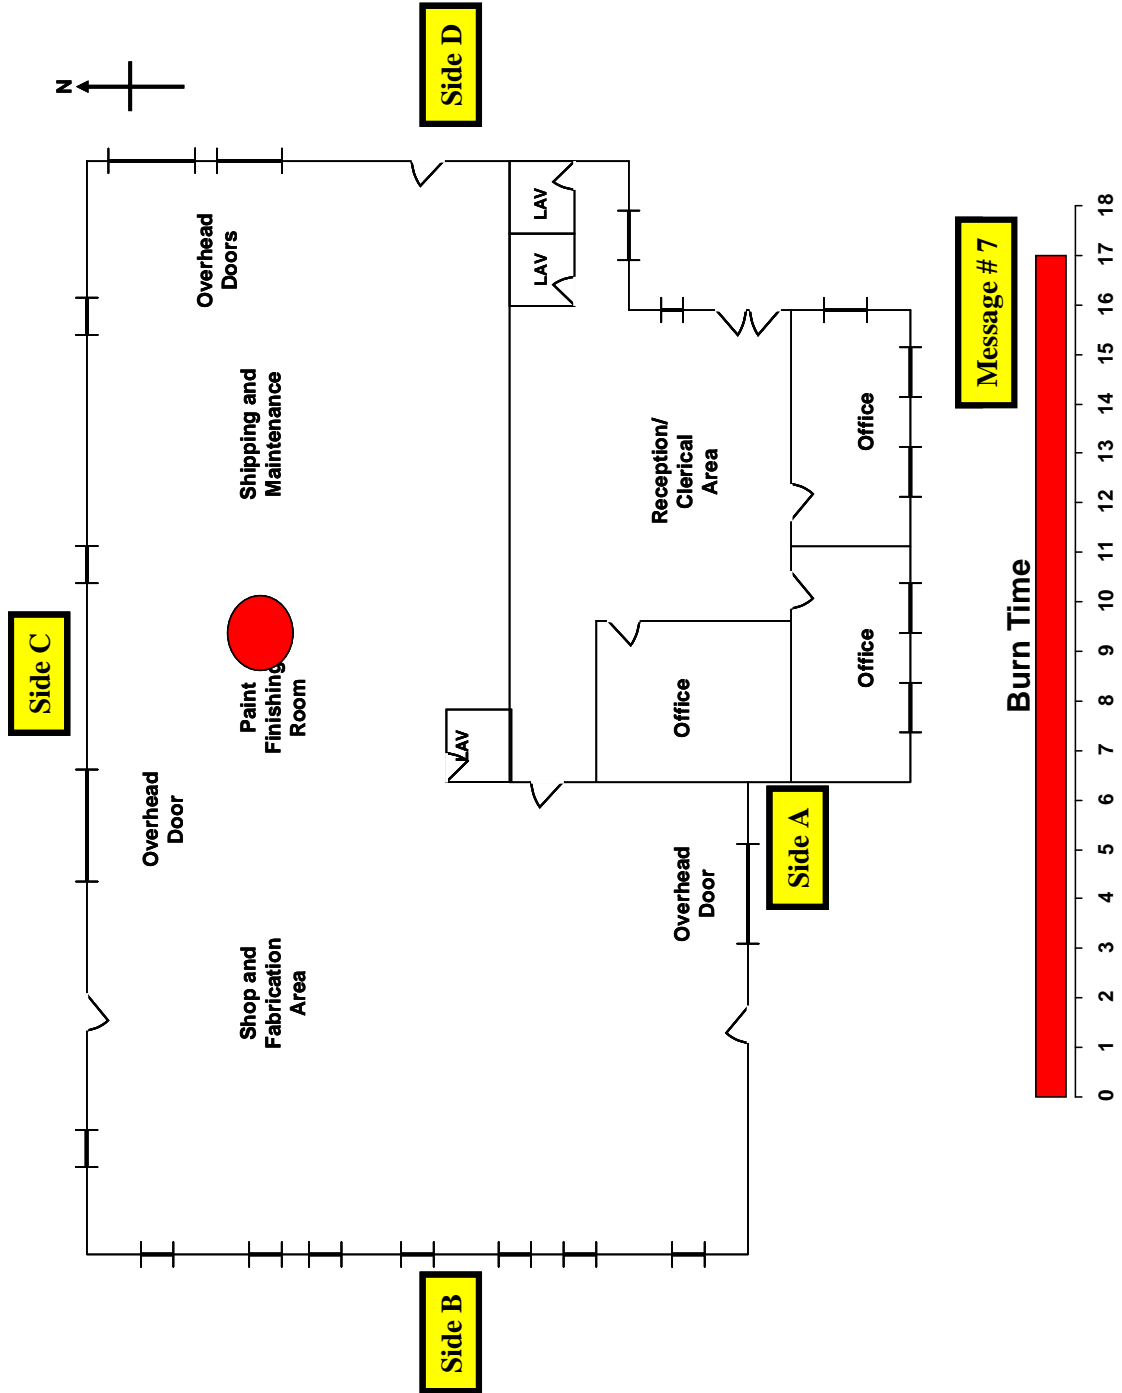 Side C
N
Overhead
Door
Overhead
Doors
Shop and
Fabrication
Area
Paint
Finishing
Room
Shipping and
Maintenance
Side B
Side D
LAV
LAV
LAV
Overhead
Door
Office
Reception/
Clerical
Area
Side A
Office
Office
Message # 7
Burn Time
0 1 2 3 4 5 6 7 8 9 10 11 12 13 14 15 16 17 18